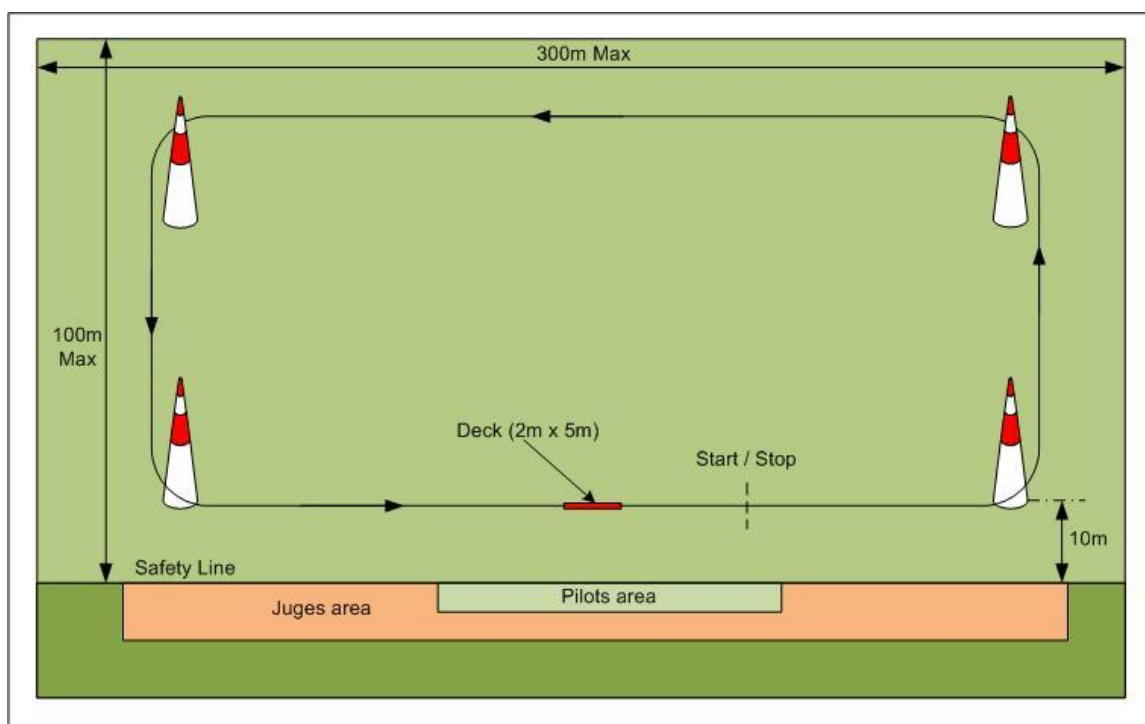 300m Max
100m
Max
Deck (2m x 5m)
Start / Stop
10m
Safety Line
Pilots area
Juges area